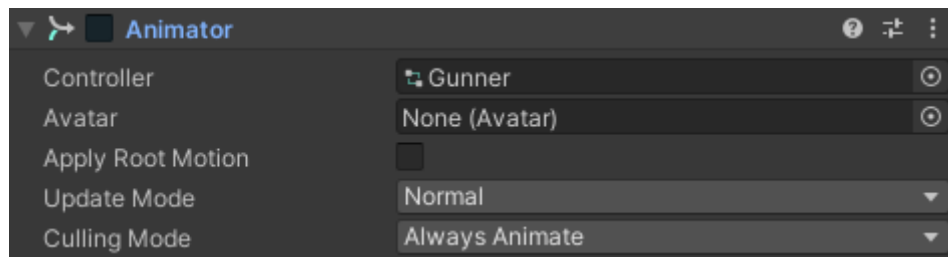 Animator
Controller Gunner
Avatar None (Avatar)
Apply Root Motion
Update Mode Normal
Culling Mode Always Animate